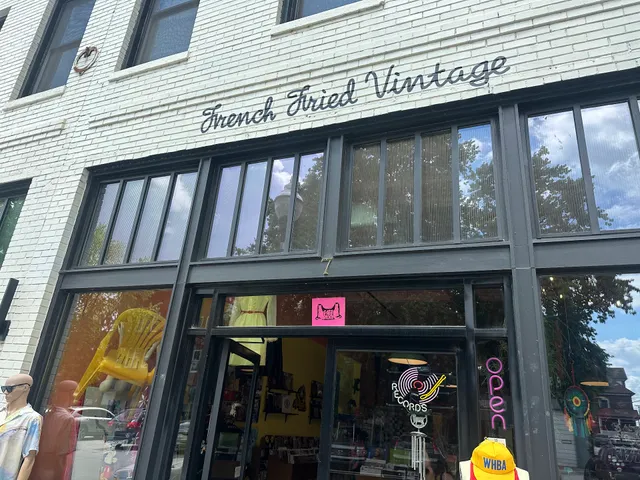 French Fried Vintage
RECORDS
open
WHBA